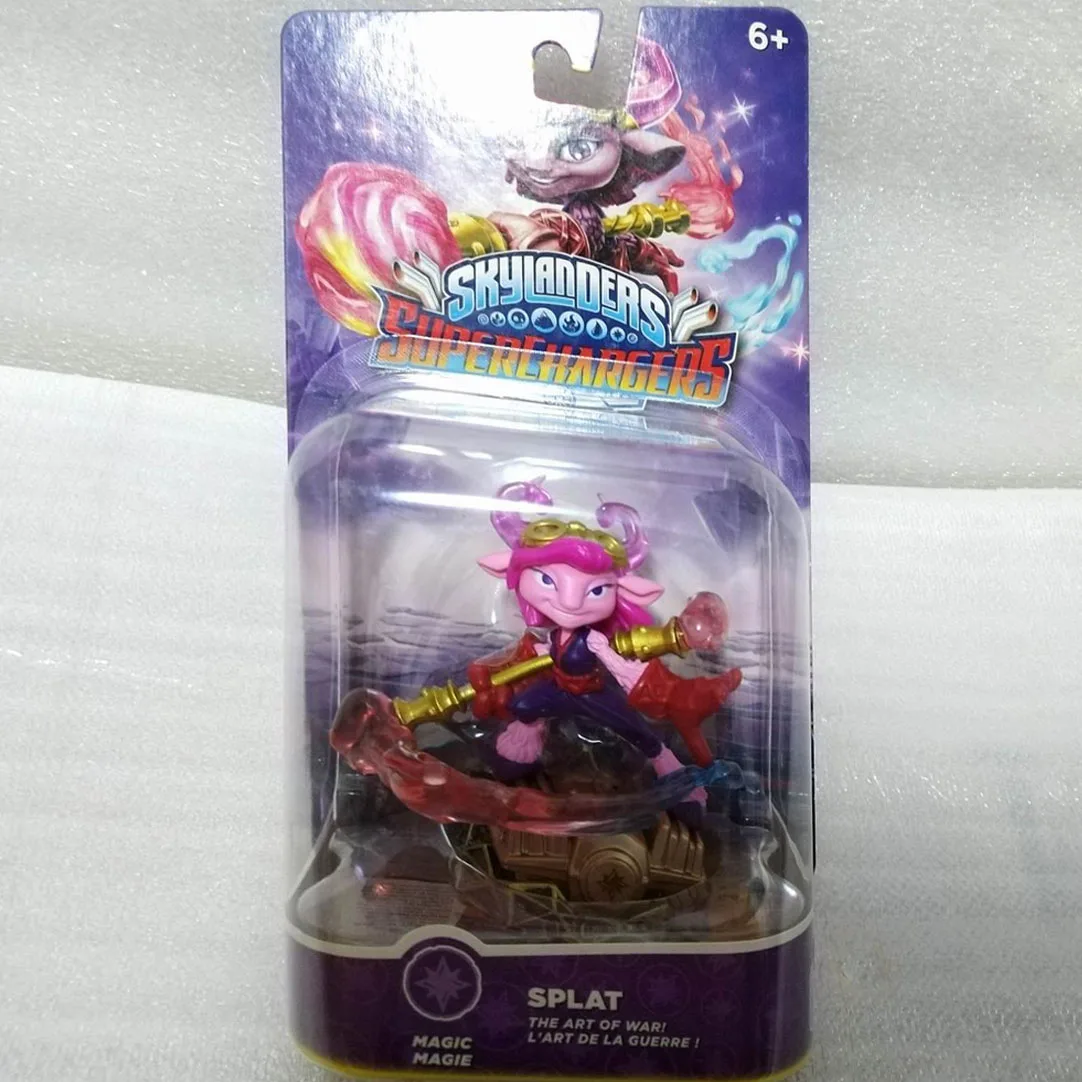 6+
SKYLANDERS
SUPERCHARGERS
SPLAT
THE ART OF WAR!
L'ART DE LA GUERRE !
MAGIC
MAGIE